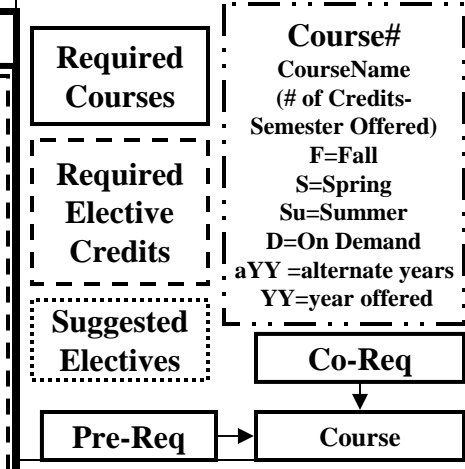 Required
Courses
Required
Elective
Credits
Suggested
Electives
Course#
CourseName
(# of Credits-
Semester Offered)
F=Fall
S=Spring
Su=Summer
D=On Demand
aYY =alternate years
YY=year offered
Co-Req
Pre-Req
Course